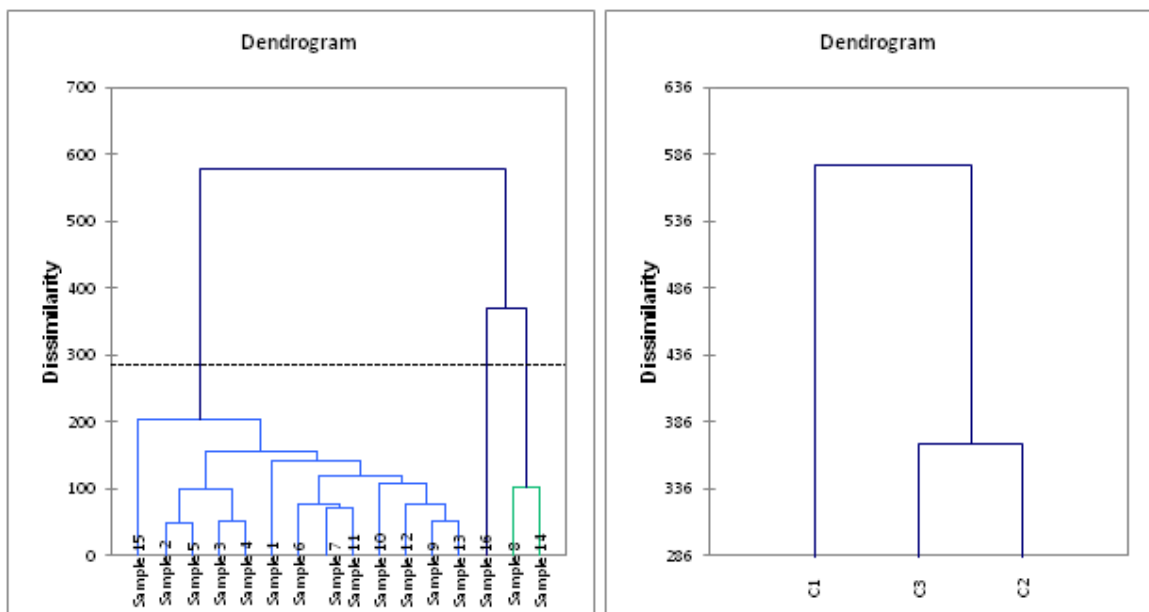 Dendrogram
700
600
500
400
300
200
100
0
Dissimilarity
Sample 15
Sample 2
Sample 5
Sample 3
Sample 4
Sample 1
Sample 6
Sample 7
Sample 11
Sample 10
Sample 12
Sample 9
Sample 13
Sample 16
Sample 8
Sample 14
Dendrogram
636
586
536
486
436
386
336
286
Dissimilarity
C1
C3
C2